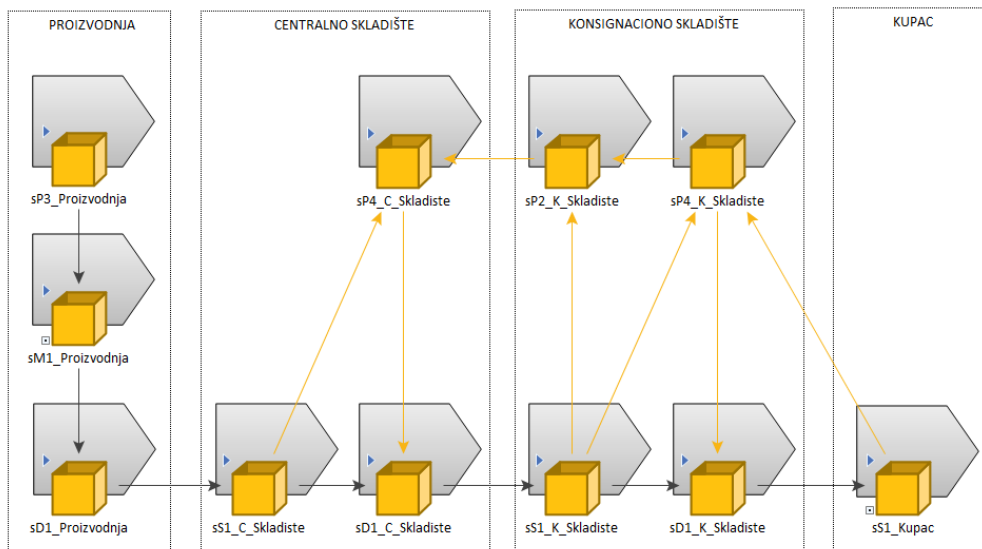 PROIZVODNJA
CENTRALNO SKLADIŠTE
KONSIGNACIONO SKLADIŠTE
KUPAC
sP3_Proizvodnja
sP4_C_Skladiste
sP2_K_Skladiste
sP4_K_Skladiste
sM1_Proizvodnja
sD1_Proizvodnja
sS1_C_Skladiste
sD1_C_Skladiste
sS1_K_Skladiste
sD1_K_Skladiste
sS1_Kupac